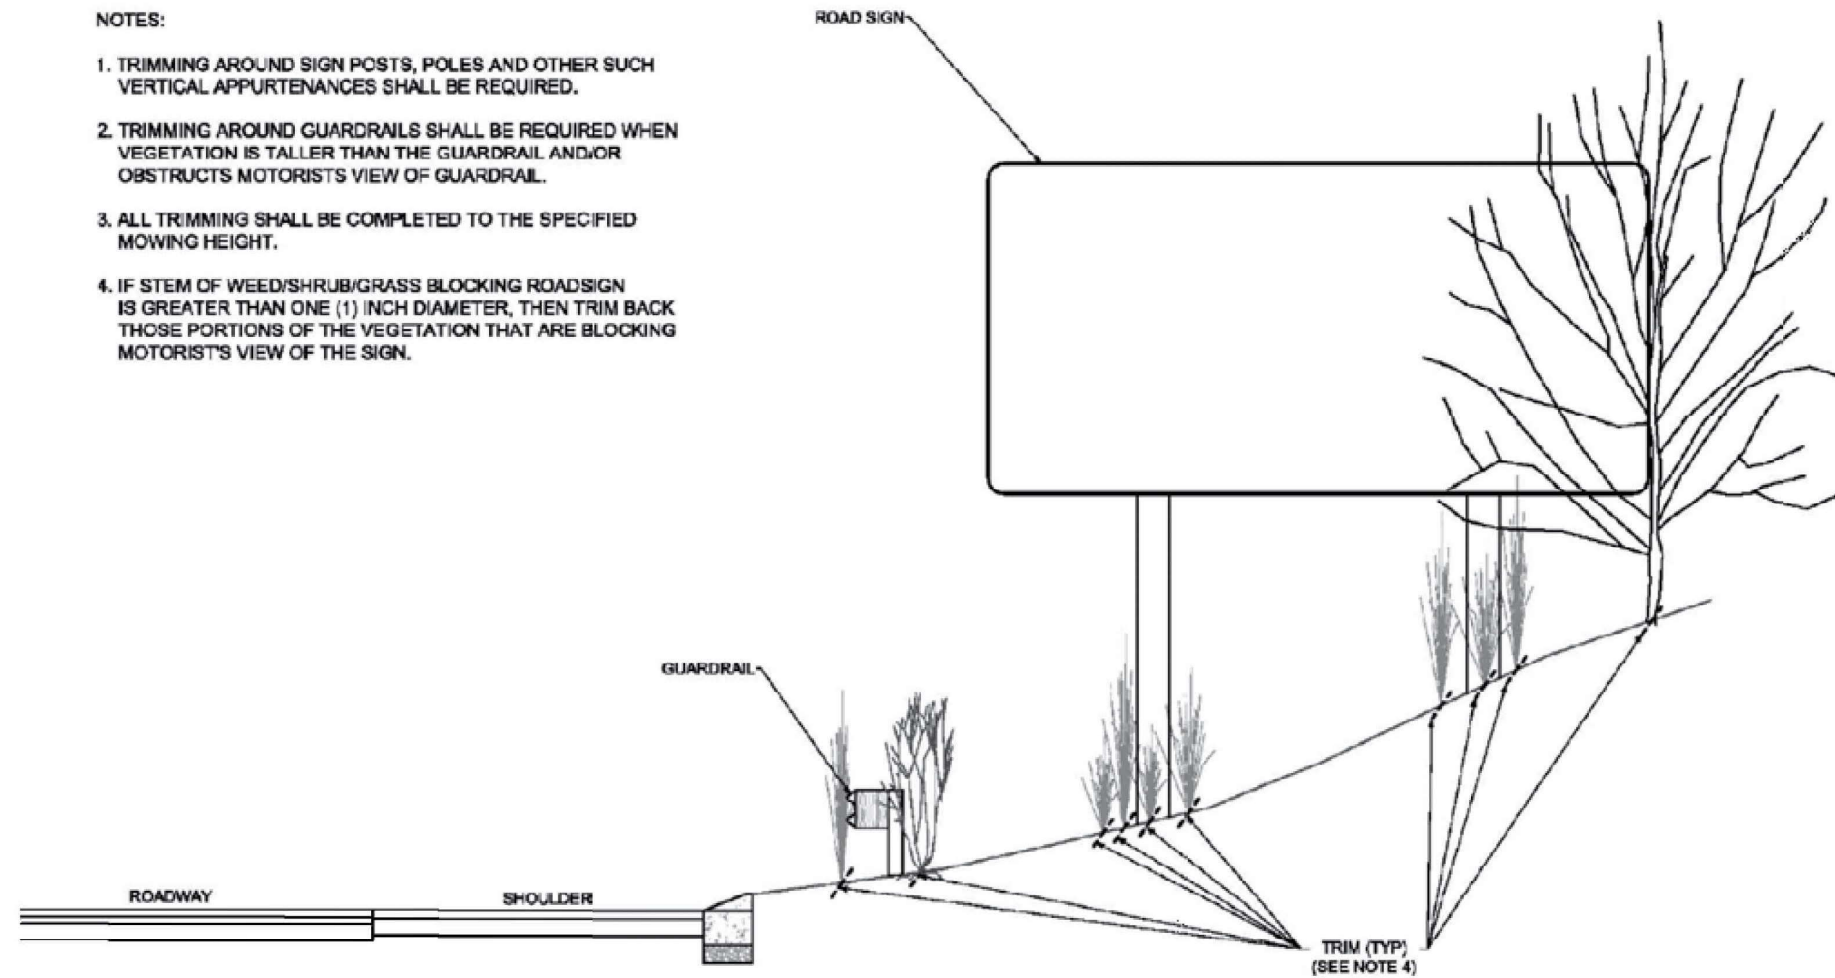 NOTES:
1. TRIMMING AROUND SIGN POSTS, POLES AND OTHER SUCH
VERTICAL APPURTENANCES SHALL BE REQUIRED.
2. TRIMMING AROUND GUARDRAILS SHALL BE REQUIRED WHEN
VEGETATION IS TALLER THAN THE GUARDRAIL AND/OR
OBSTRUCTS MOTORISTS VIEW OF GUARDRAIL.
3. ALL TRIMMING SHALL BE COMPLETED TO THE SPECIFIED
MOWING HEIGHT.
4. IF STEM OF WEED/SHRUB/GRASS BLOCKING ROADSIGN
IS GREATER THAN ONE (1) INCH DIAMETER, THEN TRIM BACK
THOSE PORTIONS OF THE VEGETATION THAT ARE BLOCKING
MOTORIST'S VIEW OF THE SIGN.
ROAD SIGN
GUARDRAIL
ROADWAY
SHOULDER
TRIM (TYP)
(SEE NOTE 4)